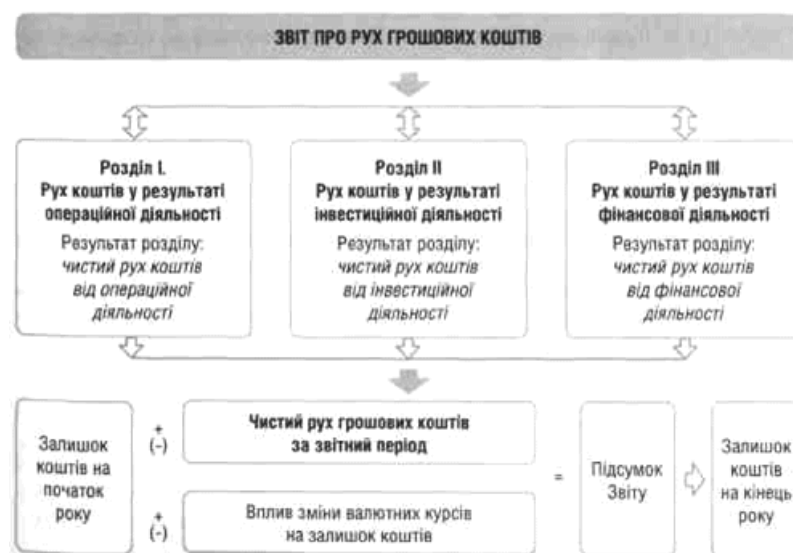 ЗВІТ ПРО РУХ ГРОШОВИХ КОШТІВ
Розділ I.
Рух коштів у результаті
операційної діяльності
Результат розділу:
чистий рух коштів
від операційної
діяльності
Розділ II
Рух коштів у результаті
інвестиційної діяльності
Результат розділу:
чистий рух коштів
від інвестиційної
діяльності
Розділ III
Рух коштів у результаті
фінансової діяльності
Результат розділу:
чистий рух коштів
від фінансової
діяльності
Залишок
коштів на
початок
року
+
(-)
Чистий рух грошових коштів
за звітний період
+
(-)
Вплив зміни валютних курсів
на залишок коштів
=
Підсумок
Звіту
Залишок
коштів
на кінець
року